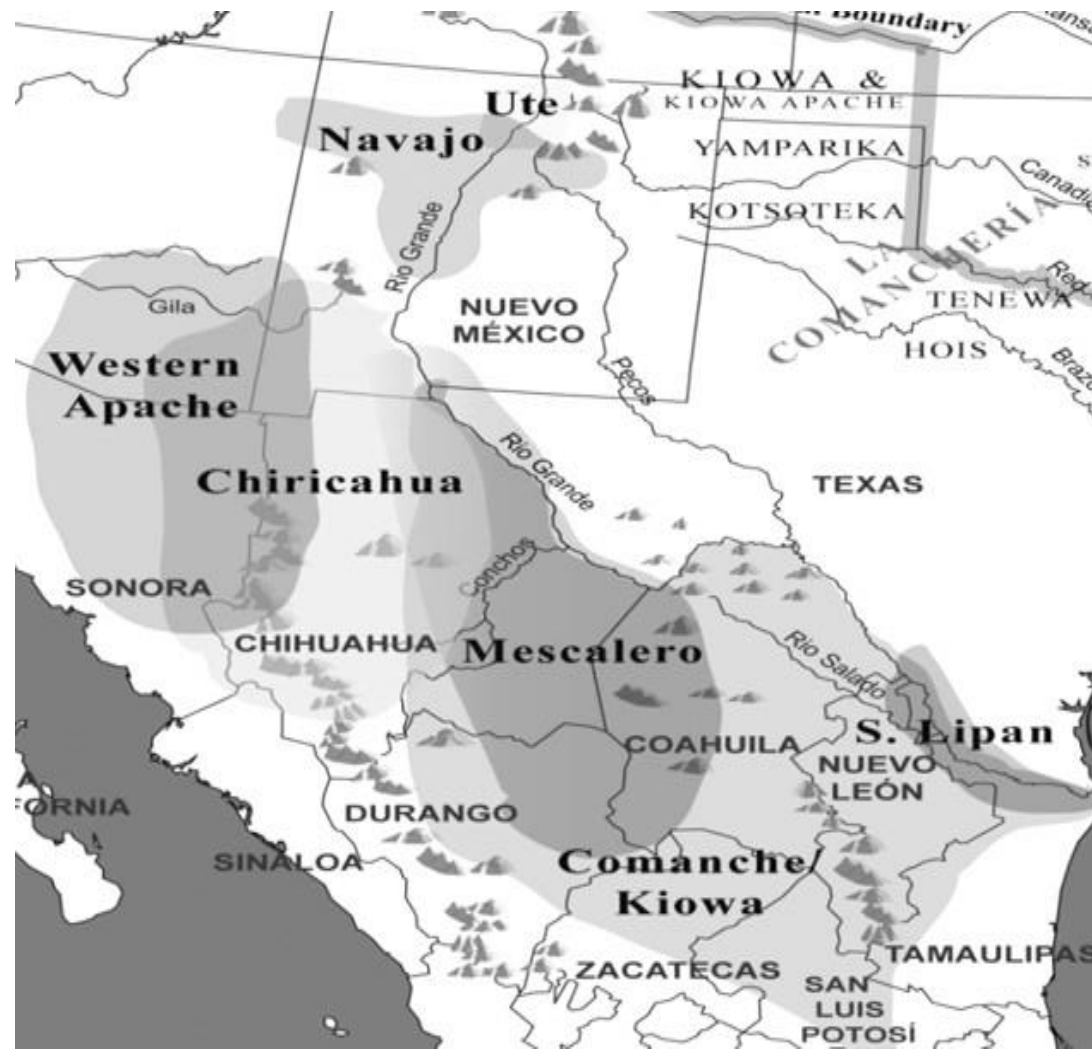 Boundary
KIOWA &
KIOWA APACHE
Ute
Navajo
YAMPARIKA
KOTSOTEKA
LA
COMANCHERÍA
Rio Grande
TENEWA
HOIS
Gila
NUEVO
MÉXICO
Western
Apache
Pecos
Rio Grande
Chiricahua
TEXAS
Conchos
SONORA
CHIHUAHUA
Mescalero
Rio Salado
S. Lipan
COAHUILA
NUEVO
LEÓN
DURANGO
SINALOA
Comanche/
Kiowa
TAMAULIPAS
ZACATECAS
SAN
LUIS
POTOSÍ